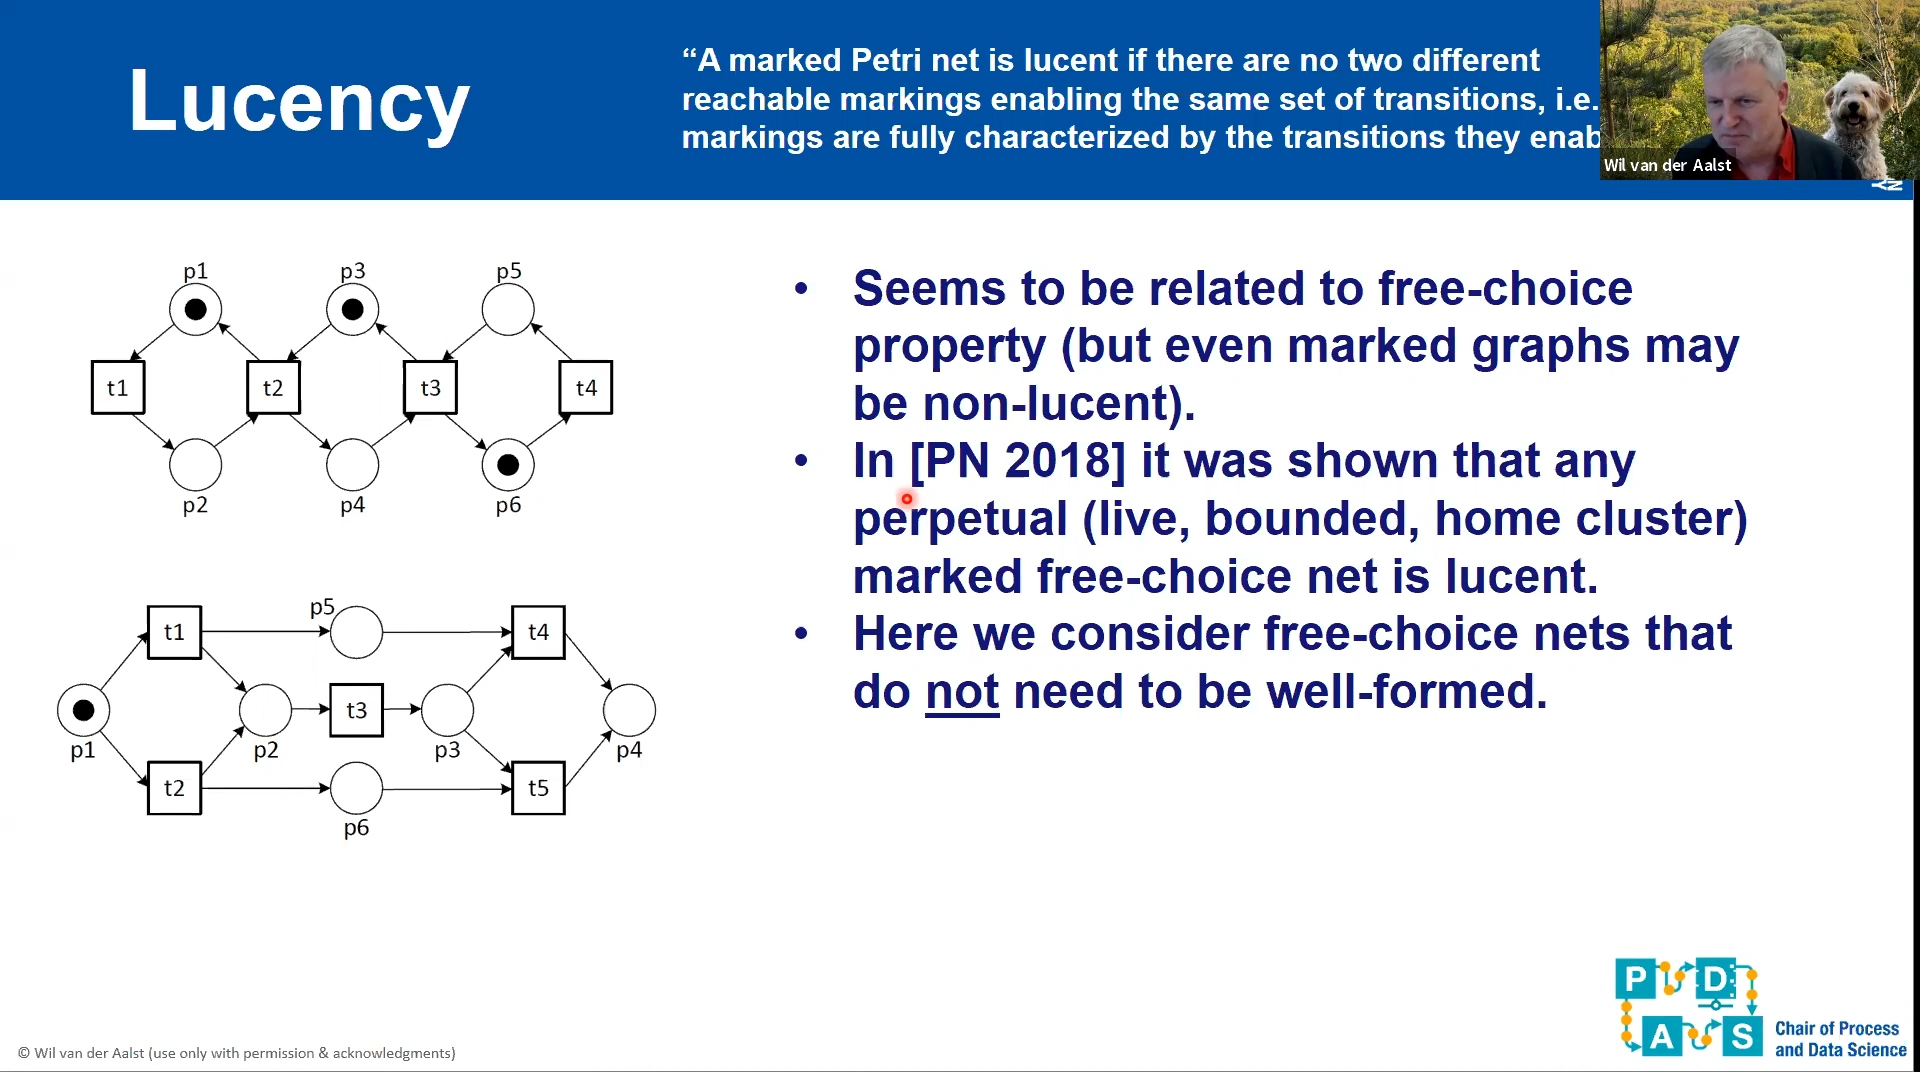 Lucency
“A marked Petri net is lucent if there are no two different
reachable markings enabling the same set of transitions, i.e.
markings are fully characterized by the transitions they enab
Wil van der Aalst
p1 p3 p5
t1 t2 t3 t4
p2 p4 p6
• Seems to be related to free-choice
property (but even marked graphs may
be non-lucent).
• In [PN 2018] it was shown that any
perpetual (live, bounded, home cluster)
marked free-choice net is lucent.
• Here we consider free-choice nets that
do not need to be well-formed.
p5
t1 t4
t3
p1 p2 p3 p4
t2 t5
p6
P D
A S
Chair of Process
and Data Science
© Wil van der Aalst (use only with permission & acknowledgments)